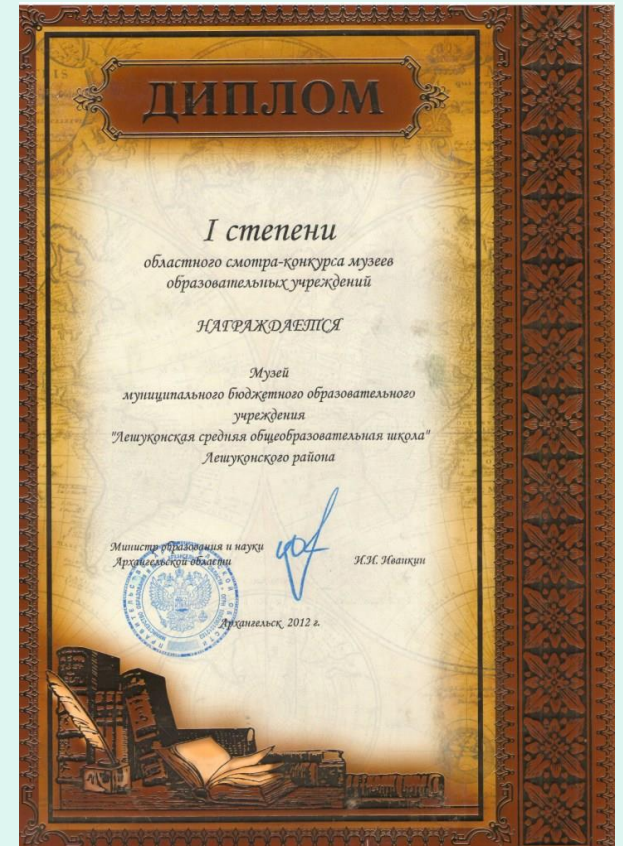 ДИПЛОМ
I степени
областного смотра-конкурса музеев
образовательных учреждений
НАГРАЖДАЕТСЯ
Музей
муниципального бюджетного образовательного
учреждения
"Лешуконская средняя общеобразовательная школа"
Лешуконского района
Министр образования и науки
Архангельской области
И.И. Иванкин
Архангельск 2012 г.